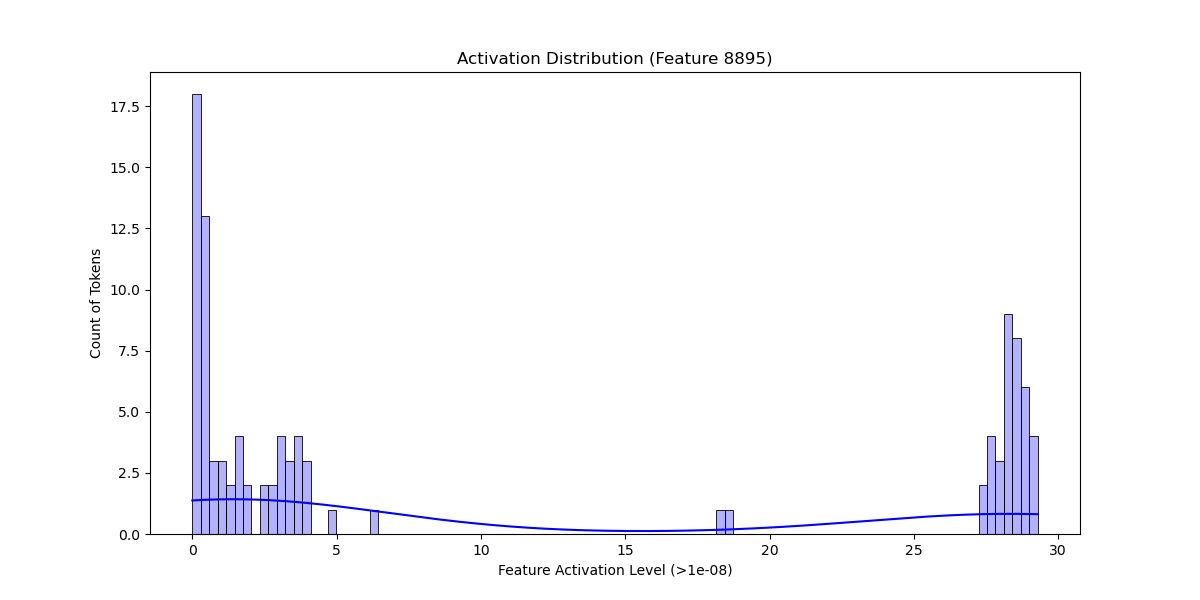 Activation Distribution (Feature 8895)
17.5
15.0
12.5
10.0
7.5
5.0
2.5
0.0
Count of Tokens
0 5 10 15 20 25 30
Feature Activation Level (>1e-08)